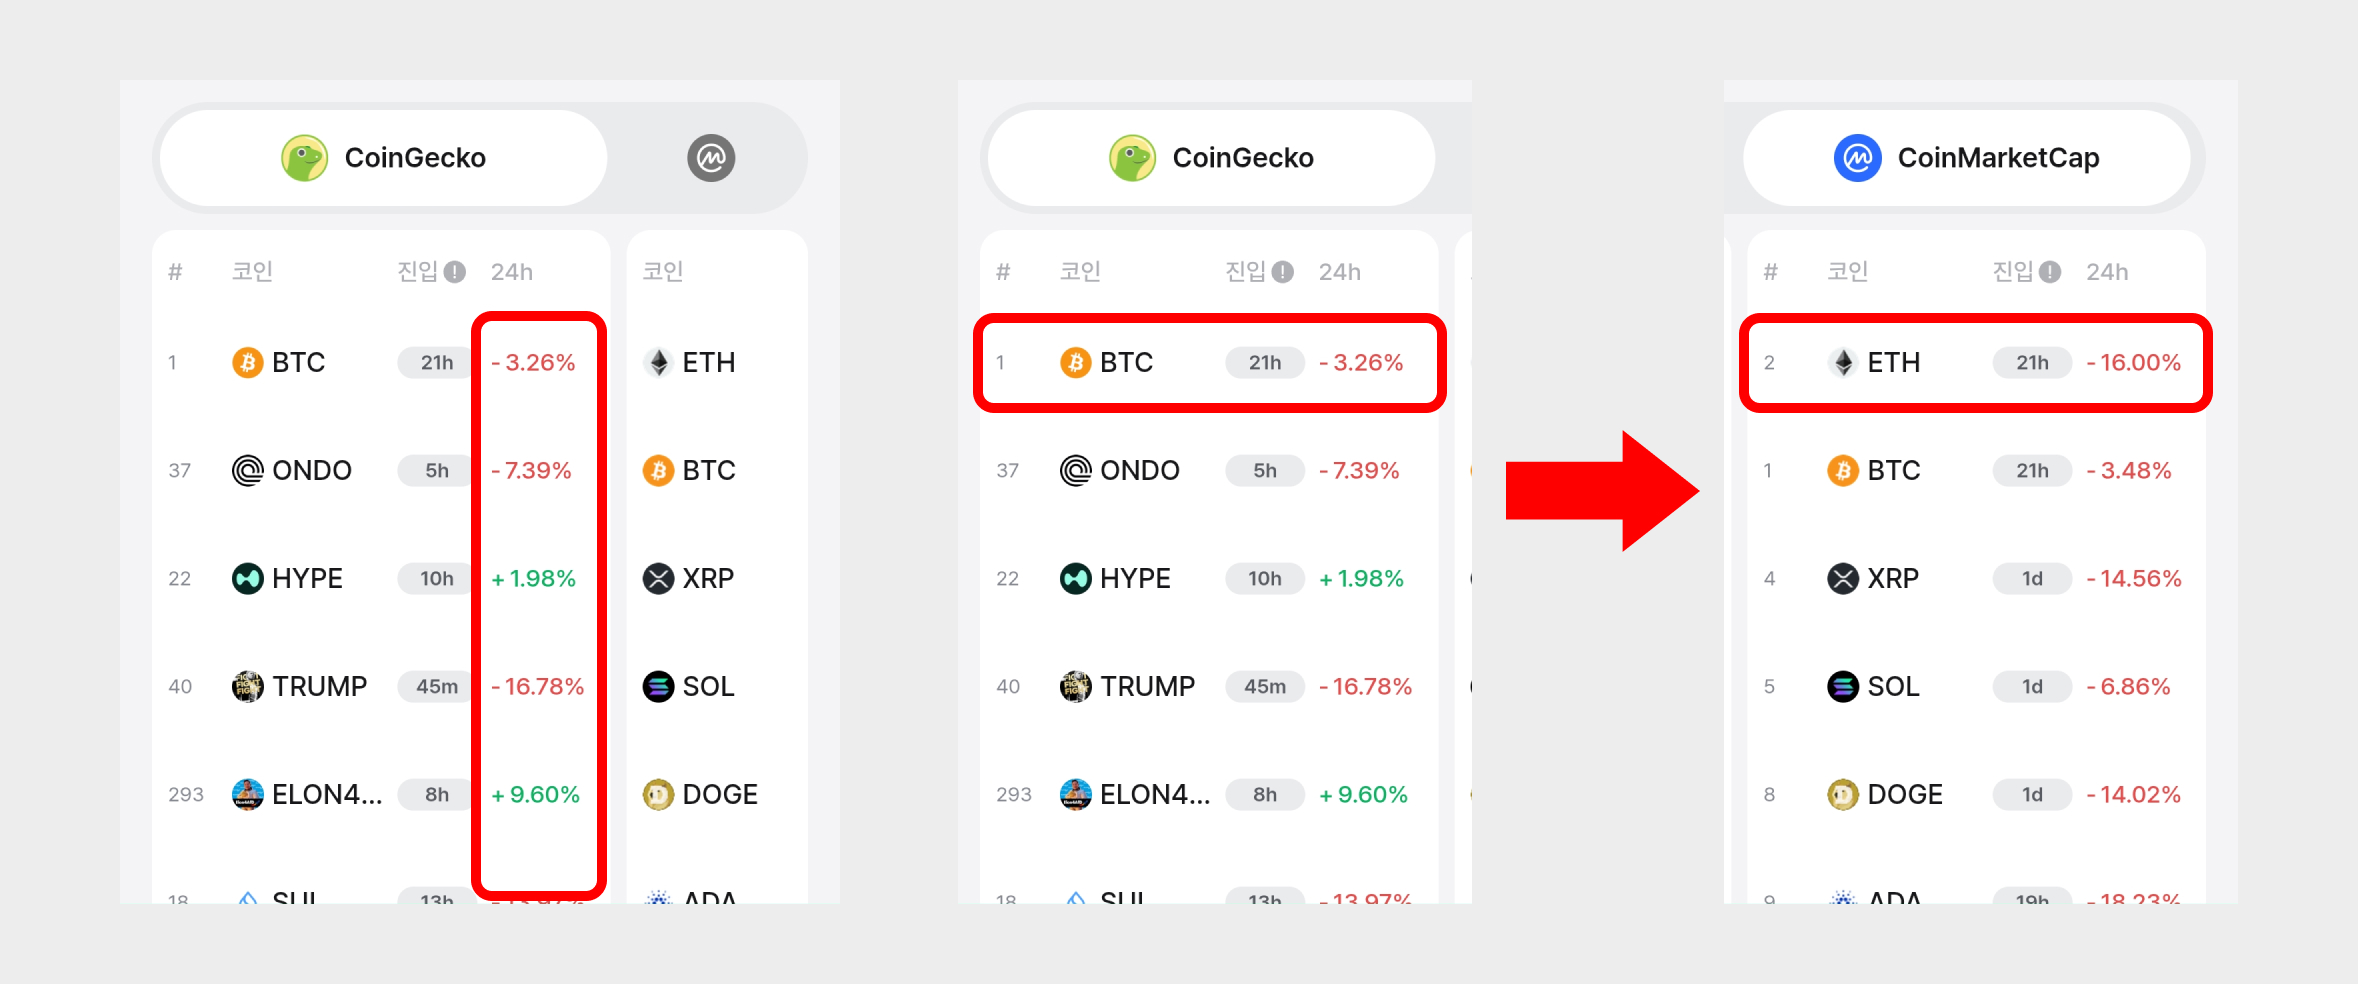 CoinGecko
# 코인 진입 24h 코인
1 BTC 21h - 3.26% ETH
37 ONDO 5h - 7.39% BTC
22 HYPE 10h + 1.98% XRP
40 TRUMP 45m - 16.78% SOL
293 ELON4... 8h + 9.60% DOGE
18 SUI 13h - 13.97% ADA
CoinGecko
# 코인 진입 24h
1 BTC 21h - 3.26%
37 ONDO 5h - 7.39%
22 HYPE 10h + 1.98%
40 TRUMP 45m - 16.78%
293 ELON4... 8h + 9.60%
18 SUI 13h - 13.97%
CoinMarketCap
# 코인 진입 24h
2 ETH 21h - 16.00%
1 BTC 21h - 3.48%
4 XRP 1d - 14.56%
5 SOL 1d - 6.86%
8 DOGE 1d - 14.02%
9 ADA 19h - 18.23%